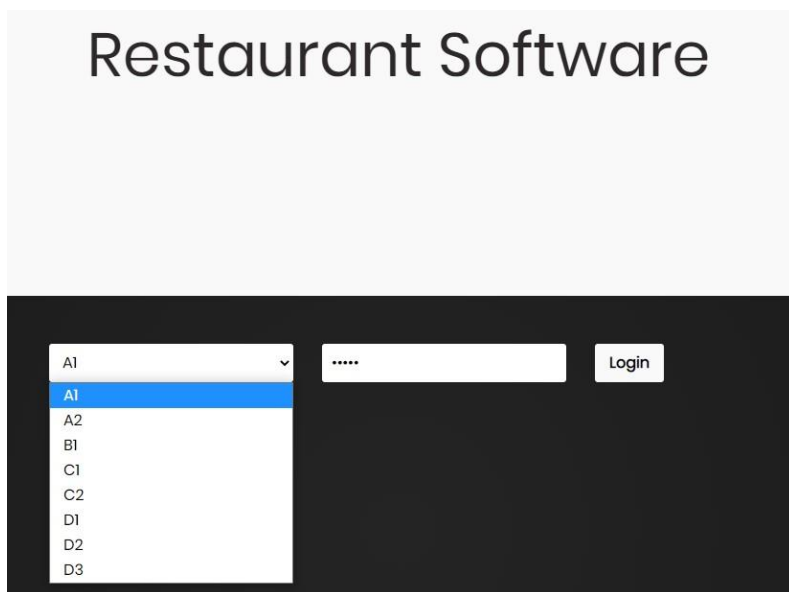 Restaurant Software
A1 ••••• Login
A1
A2
B1
C1
C2
D1
D2
D3